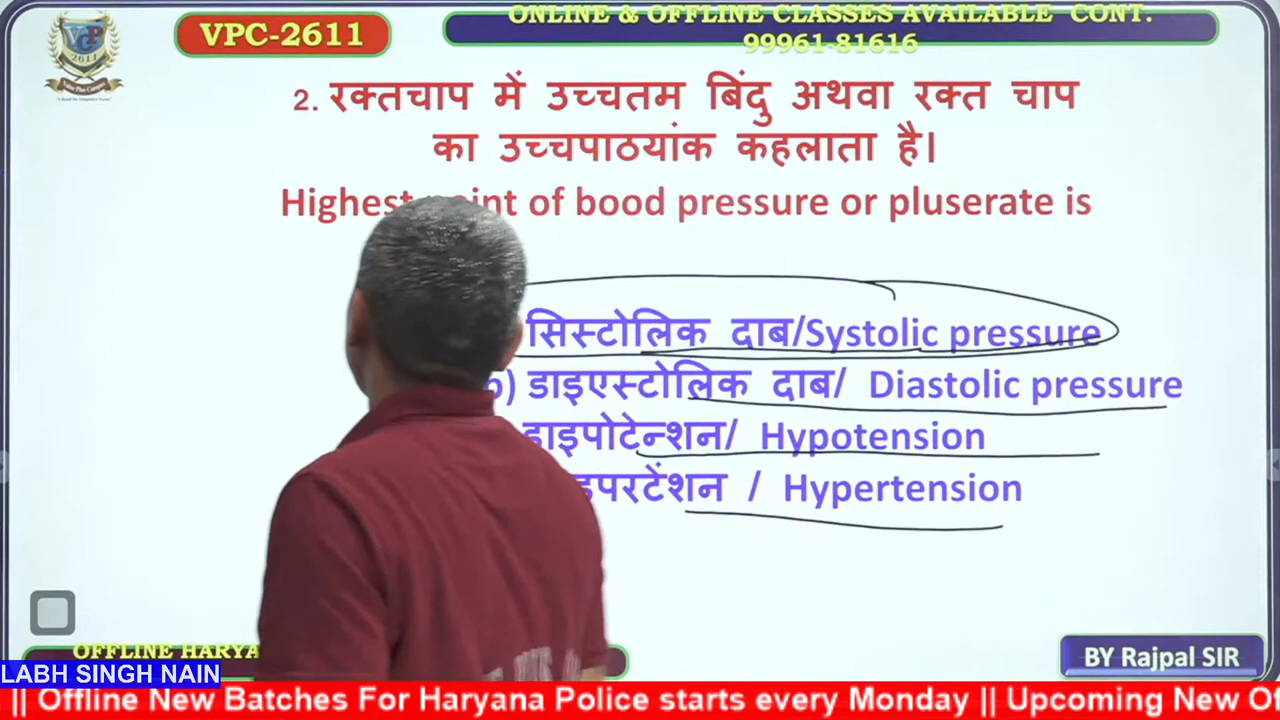 VPC-2611
ONLINE & OFFLINE CLASSES AVAILABLE CONT.
99961-81616
2. रक्तचाप में उच्चतम बिंदु अथवा रक्त चाप
का उच्चपाठयांक कहलाता है।
Highest point of bood pressure or pluserate is
सिस्टोलिक दाब/Systolic pressure
b) डाइएस्टोलिक दाब/ Diastolic pressure
हाइपोटेन्शन/ Hypotension
हाइपरटेंशन / Hypertension
OFFLINE HARYA
BY Rajpal SIR
LABH SINGH NAIN
|| Offline New Batches For Haryana Police starts every Monday || Upcoming New Of